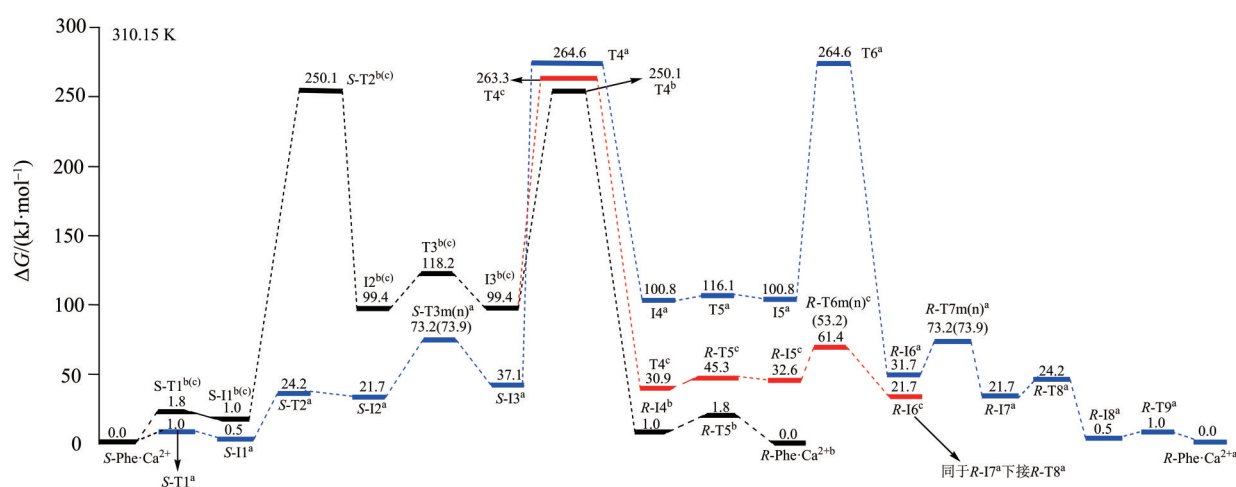 300
310.15 K
250
200
150
100
50
0
ΔG/(kJ·mol⁻¹)
0.0
S-Phe·Ca²⁺
S-T1ᵇ⁽ᶜ⁾
1.8
1.0
S-T1ᵃ
S-I1ᵇ⁽ᶜ⁾
1.0
0.5
S-I1ᵃ
250.1
S-T2ᵇ⁽ᶜ⁾
24.2
S-T2ᵃ
I2ᵇ⁽ᶜ⁾
99.4
21.7
S-I2ᵃ
T3ᵇ⁽ᶜ⁾
118.2
S-T3m(n)ᵃ
73.2(73.9)
I3ᵇ⁽ᶜ⁾
99.4
37.1
S-I3ᵃ
264.6
T4ᵃ
263.3
T4ᶜ
250.1
T4ᵇ
100.8
I4ᵃ
116.1
T5ᵃ
100.8
I5ᵃ
264.6
T6ᵃ
T4ᶜ
30.9
R-I4ᵇ
1.0
R-T5ᶜ
45.3
1.8
R-T5ᵇ
R-I5ᶜ
32.6
0.0
R-Phe·Ca²⁺ᵇ
R-T6m(n)ᶜ
(53.2)
61.4
R-I6ᵃ
31.7
21.7
R-I6ᶜ
R-T7m(n)ᵃ
73.2(73.9)
21.7
R-I7ᵃ
24.2
R-T8ᵃ
R-I8ᵃ
0.5
R-T9ᵃ
1.0
0.0
R-Phe·Ca²⁺ᵃ
同于R-I7ᵃ下接R-T8ᵃ